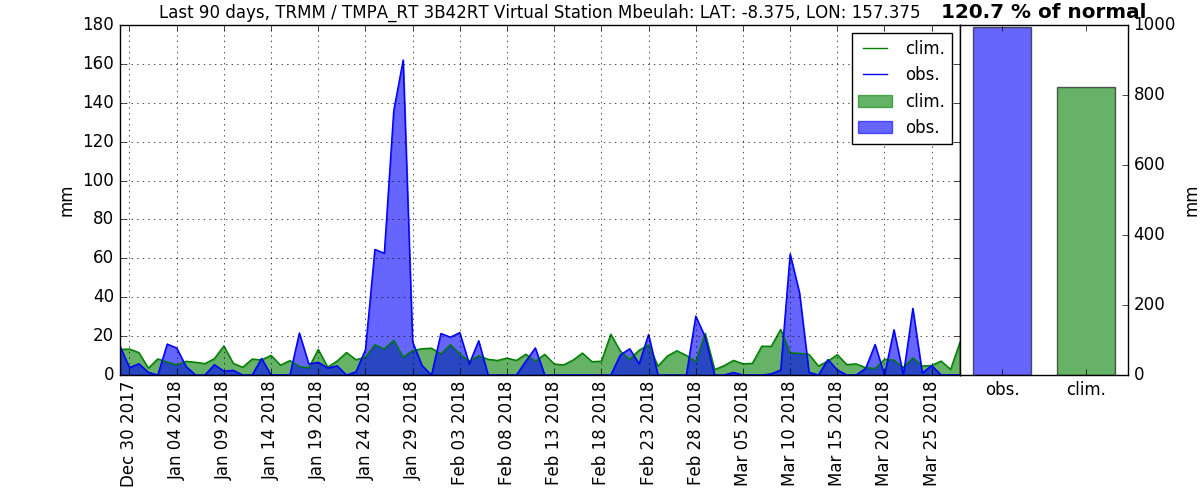 Last 90 days, TRMM / TMPA_RT 3B42RT Virtual Station Mbeulah: LAT: -8.375, LON: 157.375
120.7 % of normal
180
160
140
120
100
80
60
40
20
0
mm
clim.
obs.
clim.
obs.
Dec 30 2017
Jan 04 2018
Jan 09 2018
Jan 14 2018
Jan 19 2018
Jan 24 2018
Jan 29 2018
Feb 03 2018
Feb 08 2018
Feb 13 2018
Feb 18 2018
Feb 23 2018
Feb 28 2018
Mar 05 2018
Mar 10 2018
Mar 15 2018
Mar 20 2018
Mar 25 2018
1000
800
600
400
200
0
mm
obs.
clim.